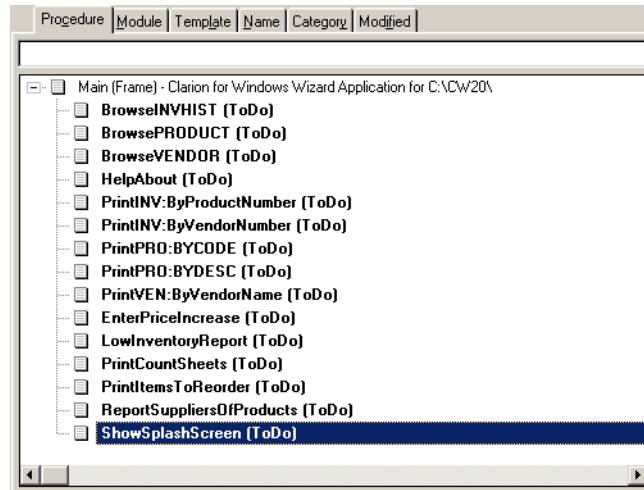 Procedure Module Template Name Category Modified
Main (Frame) - Clarion for Windows Wizard Application for C:\CW20\
BrowseINVHIST (ToDo)
BrowsePRODUCT (ToDo)
BrowseVENDOR (ToDo)
HelpAbout (ToDo)
PrintINV:ByProductNumber (ToDo)
PrintINV:ByVendorNumber (ToDo)
PrintPRO:BYCODE (ToDo)
PrintPRO:BYDESC (ToDo)
PrintVEN:ByVendorName (ToDo)
EnterPriceIncrease (ToDo)
LowInventoryReport (ToDo)
PrintCountSheets (ToDo)
PrintItemsToReorder (ToDo)
ReportSuppliersOfProducts (ToDo)
ShowSplashScreen (ToDo)